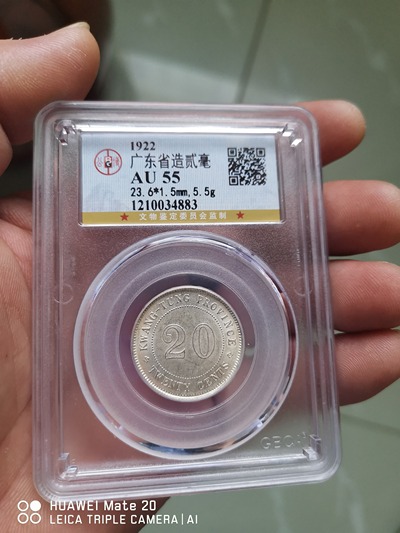 1922
广东省造贰毫
AU 55
23.6*1.5mm,5.5g
1210034883
★ 文物鉴定委员会监制 ★
KWANG-TUNG PROVINCE
20
TWENTY CENTS
HUAWEI Mate 20
LEICA TRIPLE CAMERA | AI